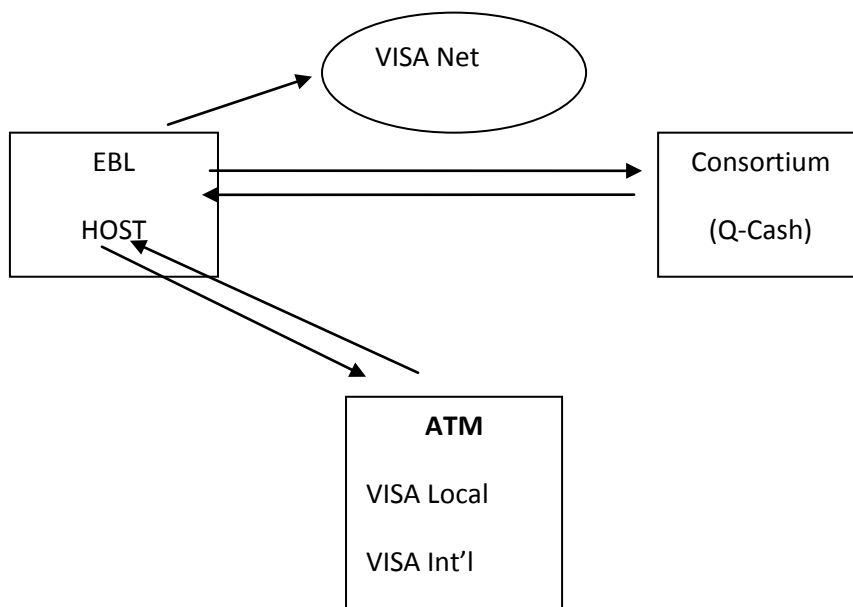 VISA Net
EBL
HOST
Consortium
(Q-Cash)
ATM
VISA Local
VISA Int’l